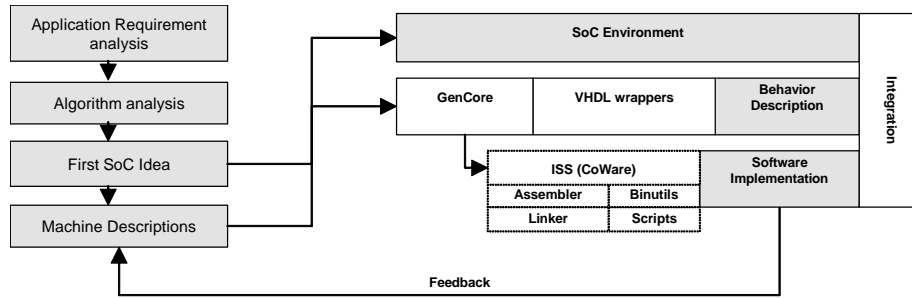 Application Requirement
analysis
Algorithm analysis
First SoC Idea
Machine Descriptions
SoC Environment
GenCore
VHDL wrappers
Behavior
Description
ISS (CoWare)
Assembler
Binutils
Linker
Scripts
Software
Implementation
Integration
Feedback